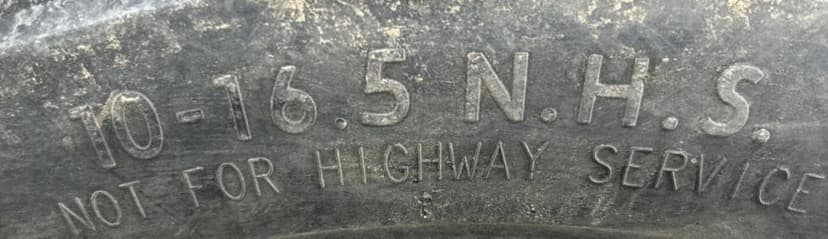 10-16.5 N.H.S.
NOT FOR HIGHWAY SERVICE